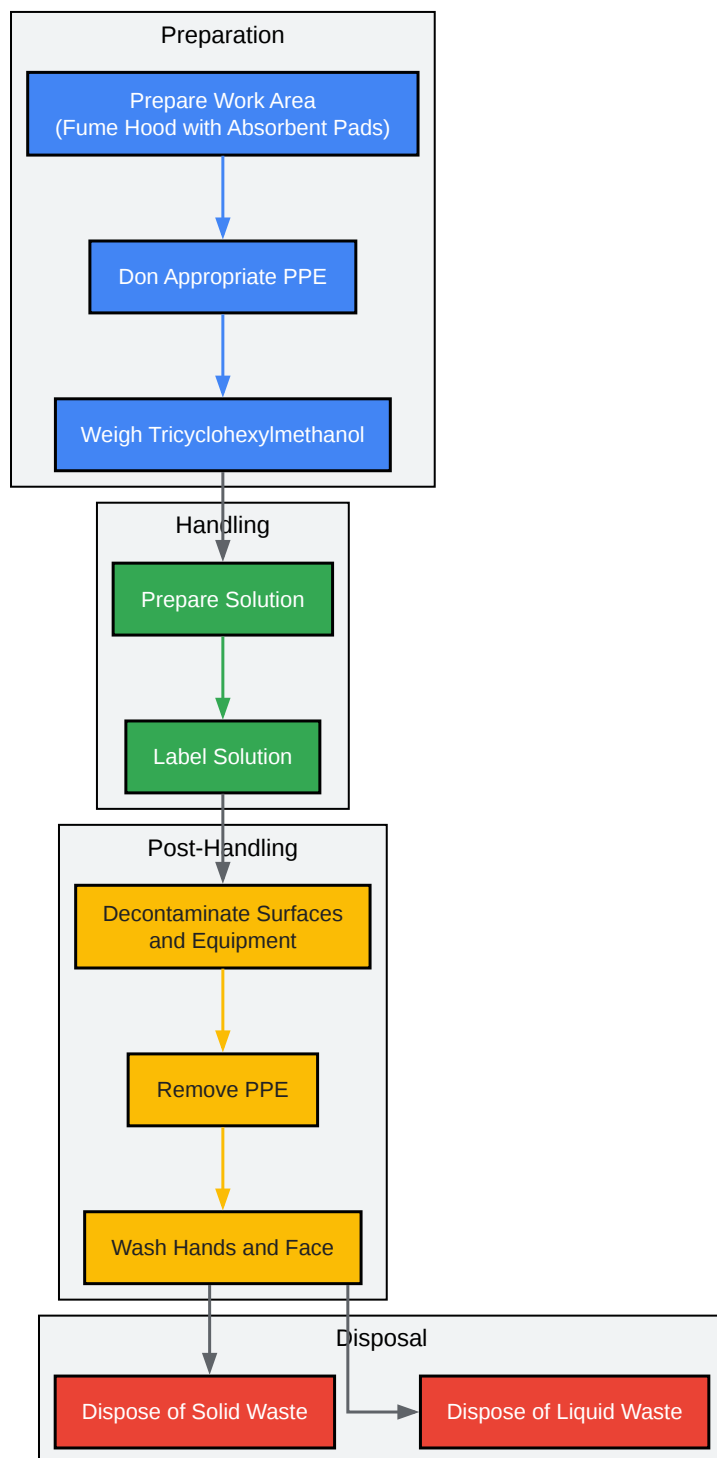 Preparation
Prepare Work Area
(Fume Hood with Absorbent Pads)
Don Appropriate PPE
Weigh Tricyclohexylmethanol
Handling
Prepare Solution
Label Solution
Post-Handling
Decontaminate Surfaces
and Equipment
Remove PPE
Wash Hands and Face
Disposal
Dispose of Solid Waste
Dispose of Liquid Waste